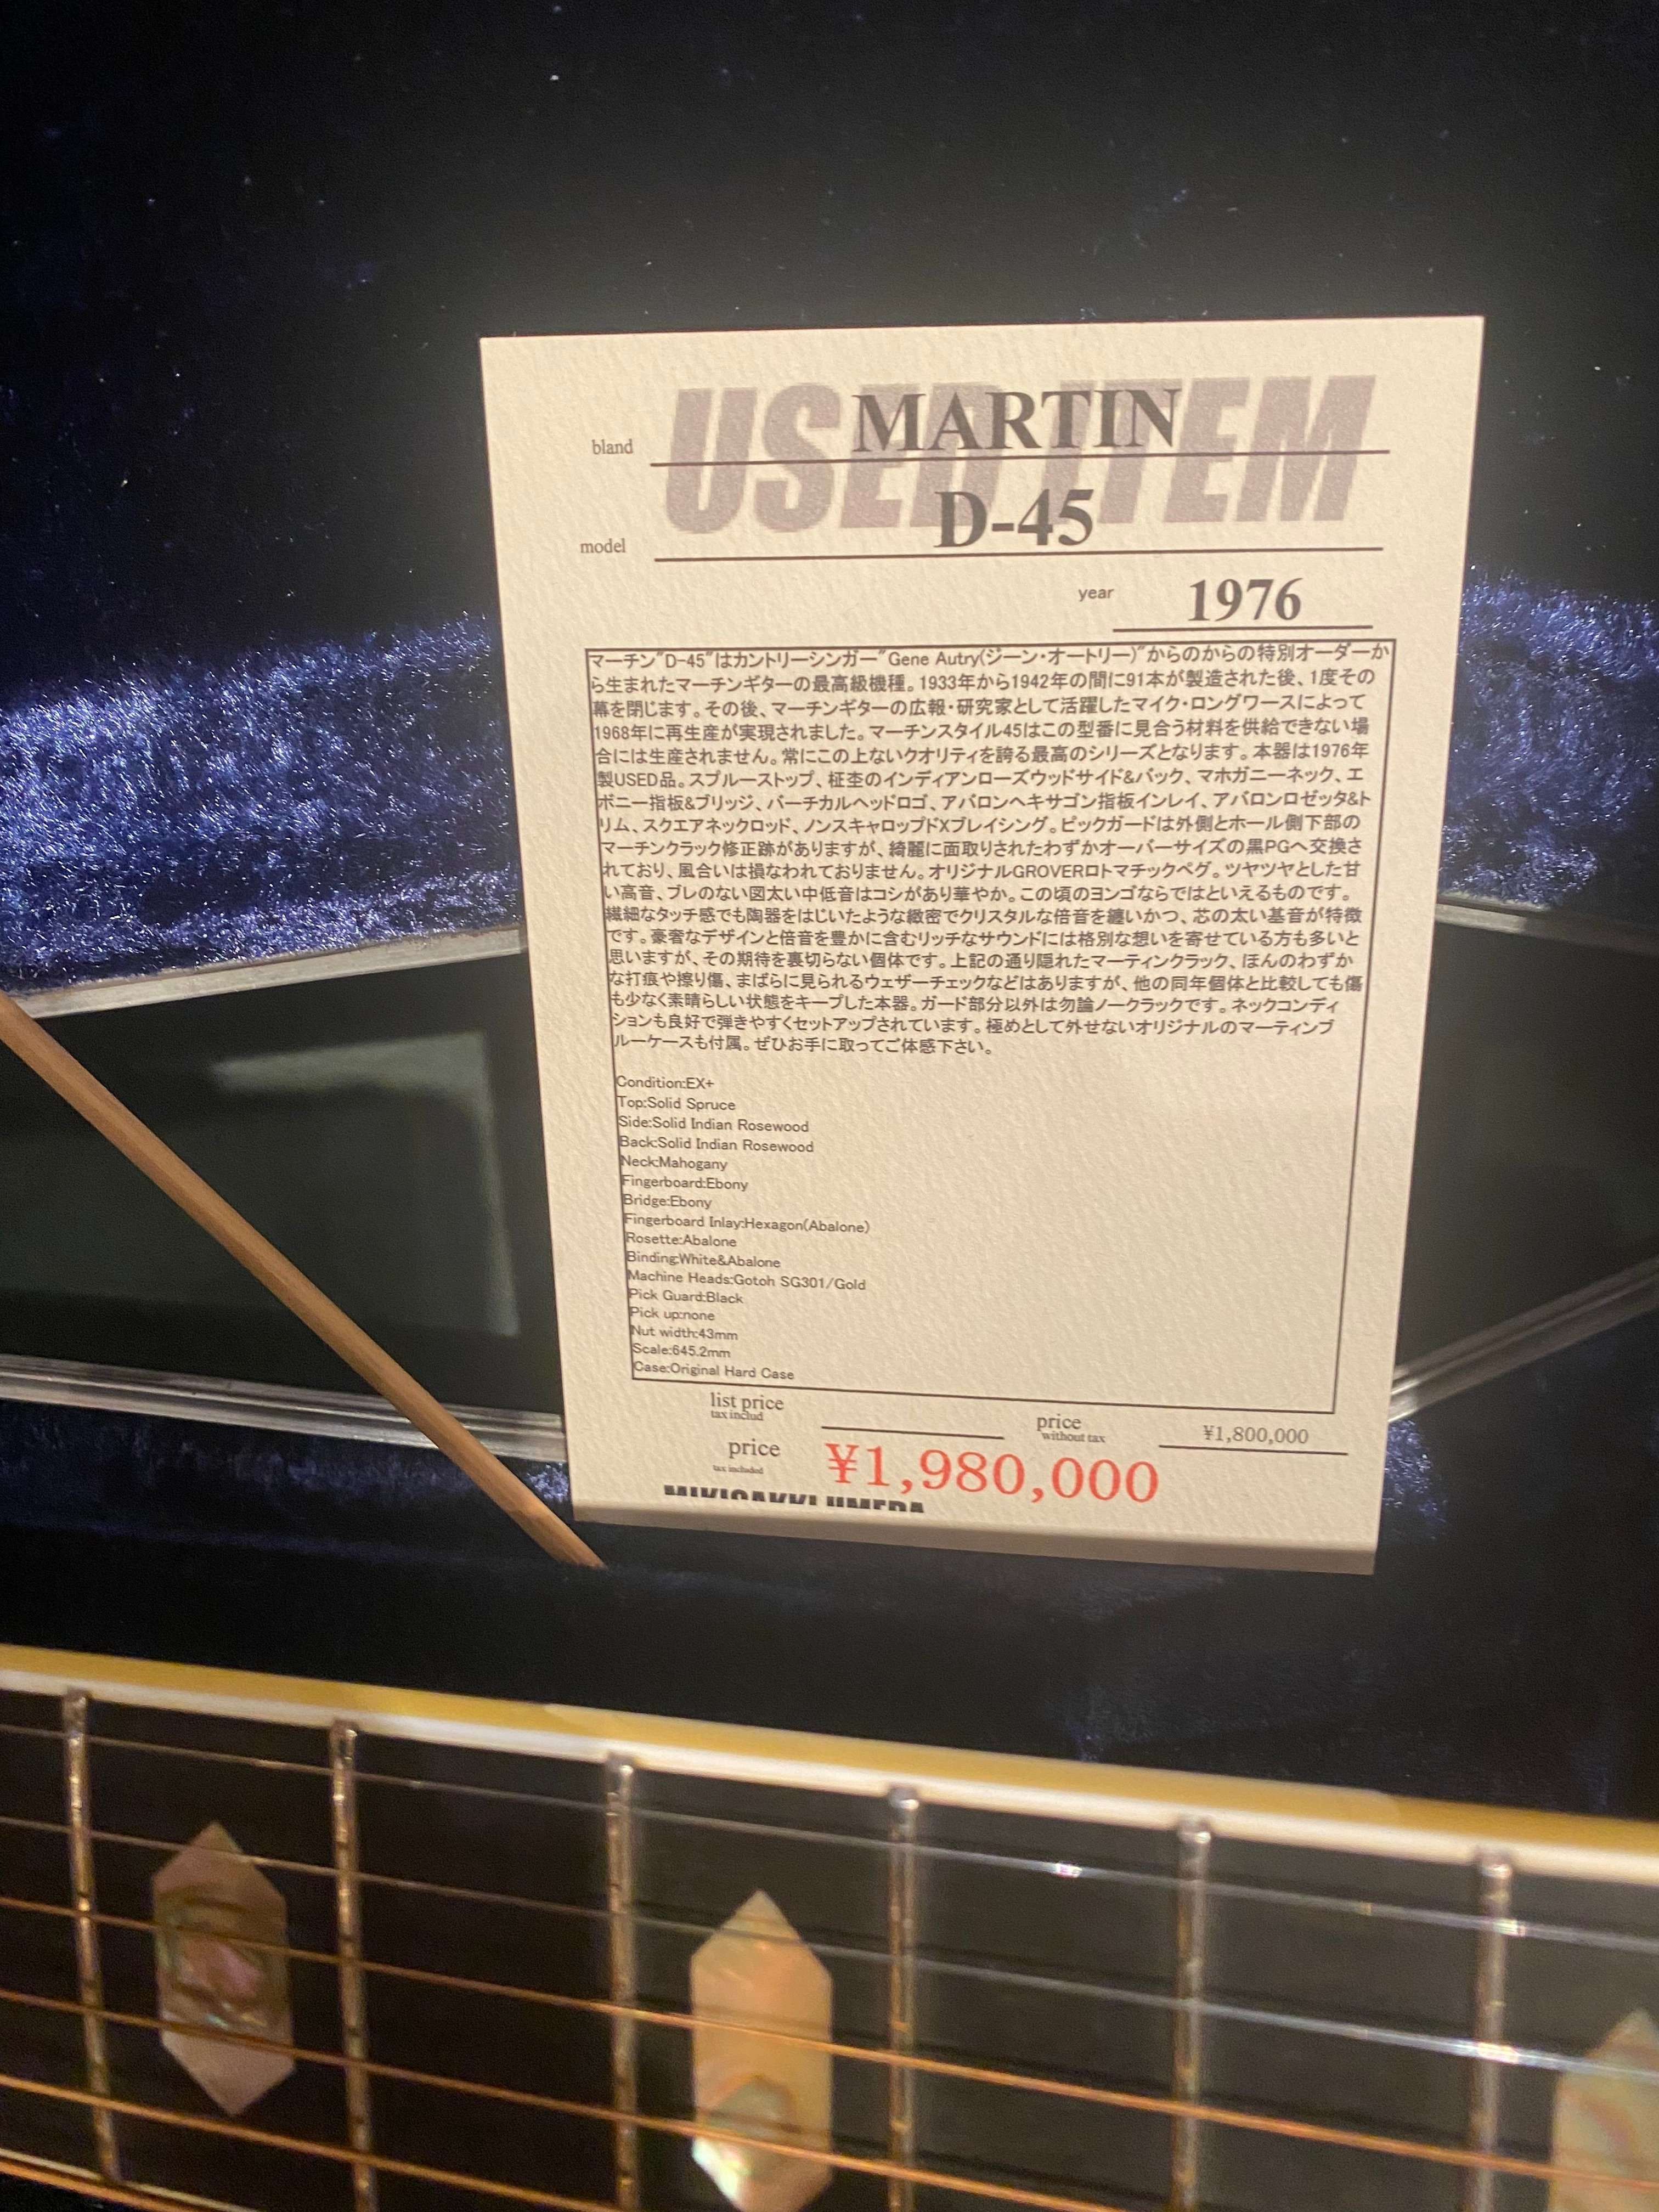 USED ITEM
bland MARTIN
model D-45
year 1976
マーチン"D-45"はカントリーシンガー"Gene Autry(ジーン・オートリー)"からのからの特別オーダーか
ら生まれたマーチンギターの最高級機種。1933年から1942年の間に91本が製造された後、1度その
幕を閉じます。その後、マーチンギターの広報・研究家として活躍したマイク・ロングワースによって
1968年に再生産が実現されました。マーチンスタイル45はこの型番に見合う材料を供給できない場
合には生産されません。常にこの上ないクオリティを誇る最高のシリーズとなります。本器は1976年
製USED品。スプルーストップ、柾杢のインディアンローズウッドサイド&バック、マホガニーネック、エ
ボニー指板&ブリッジ、バーチカルヘッドロゴ、アバロンヘキサゴン指板インレイ、アバロンロゼッタ&ト
リム、スクエアネックロッド、ノンスキャロップドXブレイシング。ピックガードは外側とホール側下部の
マーチンクラック修正跡がありますが、綺麗に面取りされたわずかオーバーサイズの黒PGへ交換さ
れており、風合いは損なわれておりません。オリジナルGROVERロトマチックペグ。ツヤツヤとした甘
い高音、ブレのない図太い中低音はコシがあり華やか。この頃のヨンゴならではといえるものです。
繊細なタッチ感でも陶器をはじいたような緻密でクリスタルな倍音を纏いかつ、芯の太い基音が特徴
です。豪奢なデザインと倍音を豊かに含むリッチなサウンドには格別な想いを寄せている方も多いと
思いますが、その期待を裏切らない個体です。上記の通り隠れたマーティンクラック、ほんのわずか
な打痕や擦り傷、まばらに見られるウェザーチェックなどはありますが、他の同年個体と比較しても傷
も少なく素晴らしい状態をキープした本器。ガード部分以外は勿論ノークラックです。ネックコンディ
ションも良好で弾きやすくセットアップされています。極めとして外せないオリジナルのマーティンブ
ルーケースも付属。ぜひお手に取ってご体感下さい。
Condition:EX+
Top:Solid Spruce
Side:Solid Indian Rosewood
Back:Solid Indian Rosewood
Neck:Mahogany
Fingerboard:Ebony
Bridge:Ebony
Fingerboard Inlay:Hexagon(Abalone)
Rosette:Abalone
Binding:White&Abalone
Machine Heads:Gotoh SG301/Gold
Pick Guard:Black
Pick up:none
Nut width:43mm
Scale:645.2mm
Case:Original Hard Case
list price
tax includ
price without tax ¥1,800,000
price tax included ¥1,980,000
MIKIGAKKI UMEDA